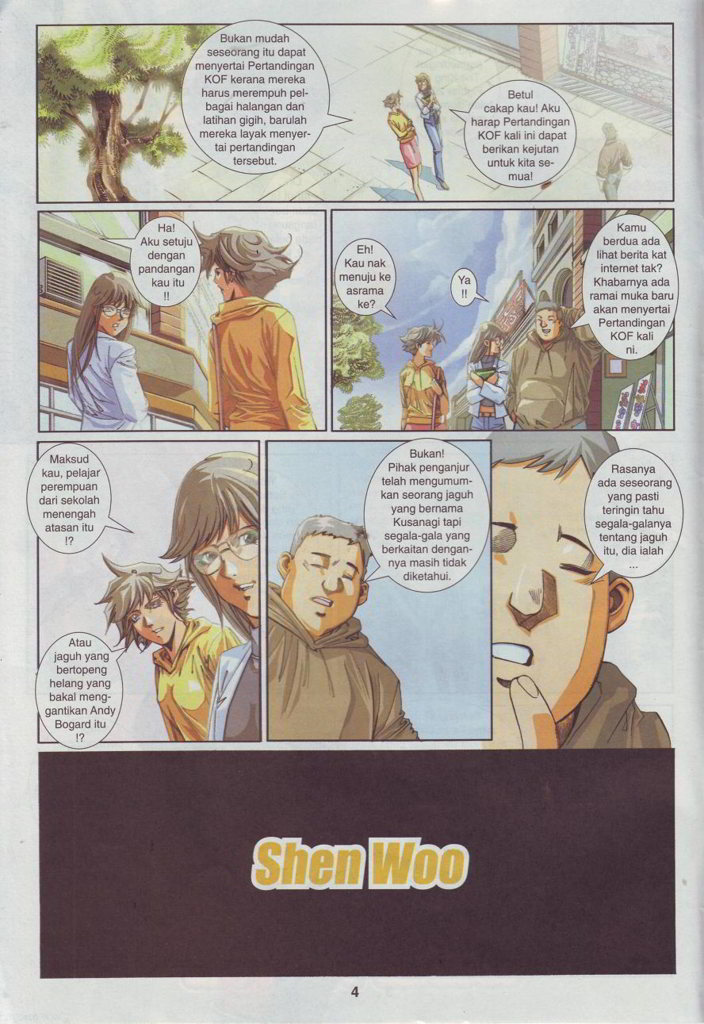 Bukan mudah
seseorang itu dapat
menyertai Pertandingan
KOF kerana mereka
harus merempuh pel-
bagai halangan dan
latihan gigih, barulah
mereka layak menyer-
tai pertandingan
tersebut.
Betul
cakap kau! Aku
harap Pertandingan
KOF kali ini dapat
berikan kejutan
untuk kita se-
mua!
Ha!
Aku setuju
dengan
pandangan
kau itu
!!
Eh!
Kau nak
menuju ke
asrama
ke?
Ya
!!
Kamu
berdua ada
lihat berita kat
internet tak?
Khabarnya ada
ramai muka baru
akan menyertai
Pertandingan
KOF kali
ni.
Maksud
kau, pelajar
perempuan
dari sekolah
menengah
atasan itu
!?
Atau
jaguh yang
bertopeng
helang yang
bakal meng-
gantikan Andy
Bogard itu
!?
Bukan!
Pihak penganjur
telah mengumum-
kan seorang jaguh
yang bernama
Kusanagi tapi
segala-gala yang
berkaitan dengan-
nya masih tidak
diketahui.
Rasanya
ada seseorang
yang pasti
teringin tahu
segala-galanya
tentang jaguh
itu, dia ialah
...
Shen Woo
4